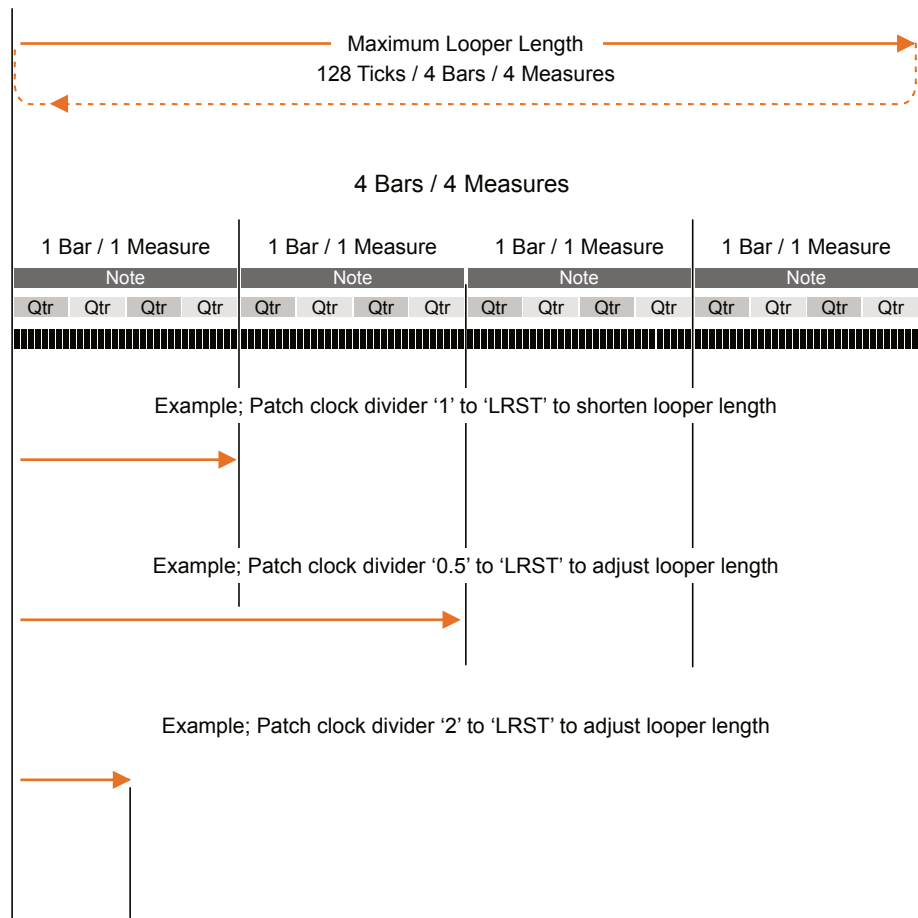 Maximum Looper Length
128 Ticks / 4 Bars / 4 Measures
4 Bars / 4 Measures
1 Bar / 1 Measure 1 Bar / 1 Measure 1 Bar / 1 Measure 1 Bar / 1 Measure
Note Note Note Note
Qtr Qtr Qtr Qtr Qtr Qtr Qtr Qtr Qtr Qtr Qtr Qtr Qtr Qtr Qtr Qtr
Example; Patch clock divider ‘1’ to ‘LRST’ to shorten looper length
Example; Patch clock divider ‘0.5’ to ‘LRST’ to adjust looper length
Example; Patch clock divider ‘2’ to ‘LRST’ to adjust looper length